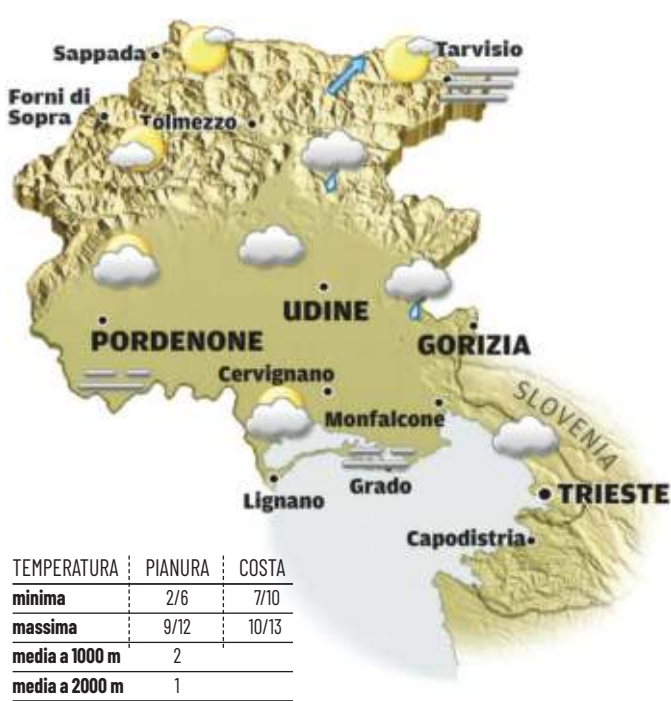 Sappada
Tarvisio
Forni di
Sopra
Tolmezzo
UDINE
PORDENONE
GORIZIA
Cervignano
SLOVENIA
Monfalcone
Grado
Lignano
TRIESTE
Capodistria
TEMPERATURA PIANURA COSTA
minima 2/6 7/10
massima 9/12 10/13
media a 1000 m 2
media a 2000 m 1